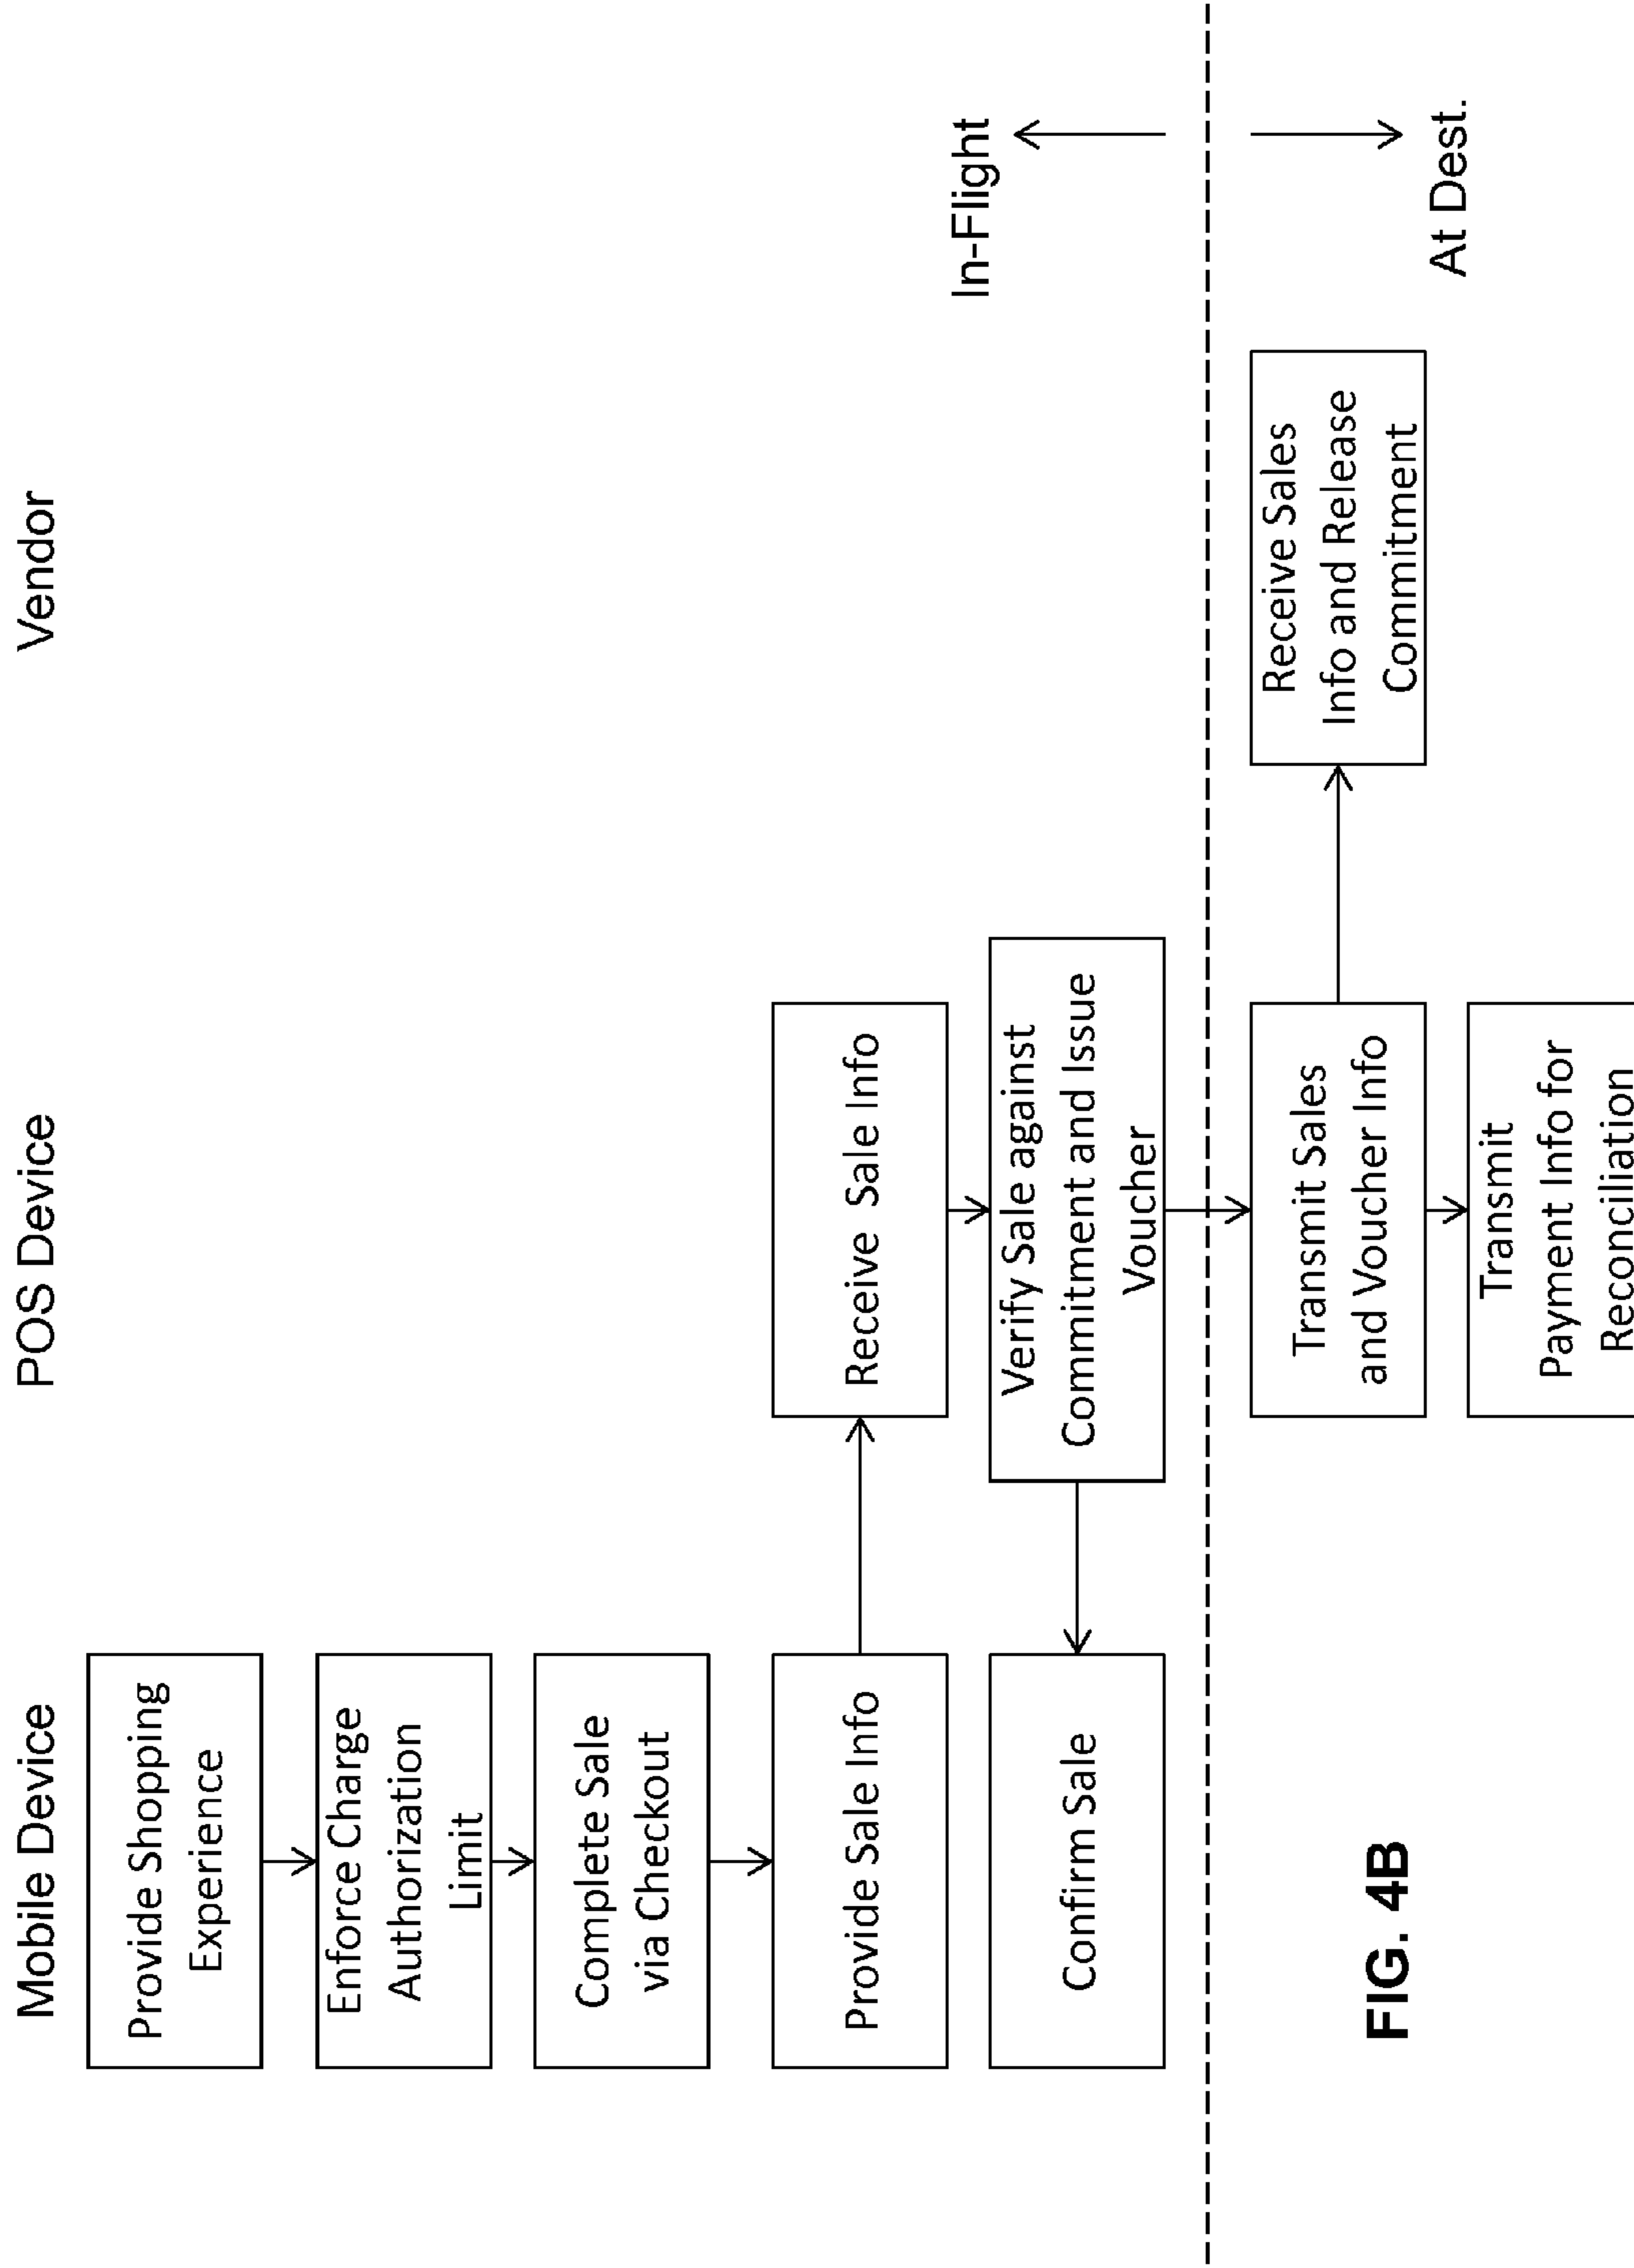 Mobile Device
POS Device
Vendor
Provide Shopping
Experience
Enforce Charge
Authorization
Limit
Complete Sale
via Checkout
Provide Sale Info
Receive Sale Info
In-Flight
Confirm Sale
Verify Sale against
Commitment and Issue
Voucher
Transmit Sales
and Voucher Info
Receive Sales
Info and Release
Commitment
At Dest.
Transmit
Payment Info for
Reconciliation
FIG. 4B